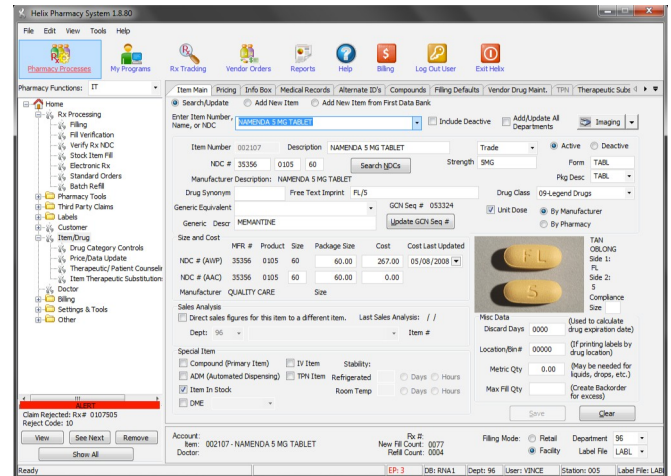 Helix Pharmacy System 1.8.80
File Edit View Tools Help
Pharmacy Processes My Programs Rx Tracking Vendor Orders Reports Help Billing Log Out User Exit Helix
Pharmacy Functions: IT
Home
Rx Processing
Filling
Fill Verification
Verify Rx NDC
Stock Item Fill
Electronic Rx
Standard Orders
Batch Refill
Pharmacy Tools
Third Party Claims
Labels
Customer
Item/Drug
Drug Category Controls
Price/Data Update
Therapeutic/ Patient Counselin
Item Therapeutic Substitution:
Doctor
Billing
Settings & Tools
Other
ALERT
Claim Rejected: Rx# 0107505
Reject Code: 10
View See Next Remove
Show All
Item Main Pricing Info Box Medical Records Alternate ID's Compounds Filling Defaults Vendor Drug Maint. TPN Therapeutic Subs
Search/Update Add New Item Add New Item from First Data Bank
Enter Item Number, Name, or NDC NAMENDA 5 MG TABLET Include Deactive Add/Update All Departments Imaging
Item Number 002107 Description NAMENDA 5 MG TABLET Trade Active Deactive
NDC # 35356 0105 60 Search NDCs Strength 5MG Form TABL
Manufacturer Description: NAMENDA 5 MG TABLET Pkg Desc TABL
Drug Synonym Free Text Imprint FL/5 Drug Class 09-Legend Drugs
Generic Equivalent GCN Seq # 053324 Unit Dose By Manufacturer
Generic Descr MEMANTINE Update GCN Seq # By Pharmacy
Size and Cost
MFR # Product Size Package Size Cost Cost Last Updated
NDC # (AWP) 35356 0105 60 60.00 267.00 05/08/2008
NDC # (AAC) 35356 0105 60 60.00 0.00
Manufacturer QUALITY CARE Size
FL
5
TAN
OBLONG
Side 1:
FL
Side 2:
5
Compliance
Size
Sales Analysis
Direct sales figures for this item to a different item. Last Sales Analysis: / /
Dept: 96 Item #
Special Item
Compound (Primary Item) IV Item Stability:
ADM (Automated Dispensing) TPN Item Refrigerated Days Hours
Item In Stock Room Temp Days Hours
DME
Misc Data
Discard Days 0000 (Used to calculate drug expiration date)
Location/Bin# 00000 (If printing labels by drug location)
Metric Qty 0.00 (May be needed for liquids, drops, etc.)
Max Fill Qty (Create Backorder for excess)
Save Clear
Account: Rx #: Filling Mode: Retail Department 96
Item: 002107 - NAMENDA 5 MG TABLET New Fill Count: 0077 Facility Label File LABL
Doctor: Refill Count: 0004
Ready EP: 3 DB: RNA1 Dept: 96 User: VINCE Station: 005 Label File: LABI